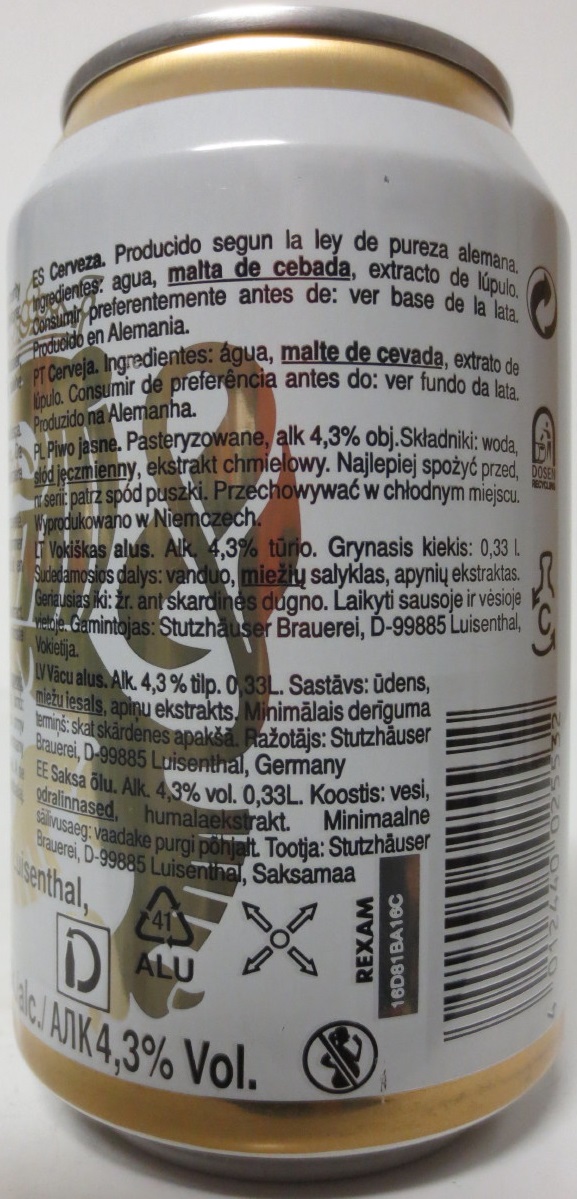 ES Cerveza. Producido segun la ley de pureza alemana.
Ingredientes: agua, malta de cebada, extracto de lúpulo.
Consumir preferentemente antes de: ver base de la lata.
Producido en Alemania.
PT Cerveja. Ingredientes: água, malte de cevada, extrato de
lúpulo. Consumir de preferência antes do: ver fundo da lata.
Produzido na Alemanha.
PL Piwo jasne. Pasteryzowane, alk 4,3% obj.Składniki: woda,
słód jęczmienny, ekstrakt chmielowy. Najlepiej spożyć przed,
nr serii: patrz spód puszki. Przechowywać w chłodnym miejscu.
Wyprodukowano w Niemczech.
LT Vokiškas alus. Alk. 4,3% tūrio. Grynasis kiekis: 0,33 l.
Sudedamosios dalys: vanduo, miežių salyklas, apynių ekstraktas.
Geriausias iki: žr. ant skardinės dugno. Laikyti sausoje ir vėsioje
vietoje. Gamintojas: Stutzhäuser Brauerei, D-99885 Luisenthal,
Vokietija.
LV Vācu alus. Alk. 4,3 % tilp. 0,33L. Sastāvs: ūdens,
miežu iesals, apiņu ekstrakts. Minimālais derīguma
termiņš: skat skārdenes apakšā. Ražotājs: Stutzhäuser
Brauerei, D-99885 Luisenthal, Germany
EE Saksa õlu. Alk. 4,3% vol. 0,33L. Koostis: vesi,
odralinnased, humalaekstrakt. Minimaalne
säilivusaeg: vaadake purgi põhjalt. Tootja: Stutzhäuser
Brauerei, D-99885 Luisenthal, Saksamaa
uisenthal,
D
41
ALU
REXAM
16D81BA16C
alc./ АЛК 4,3% Vol.
DOSEN
RECYCLING
C
4 012440 025532